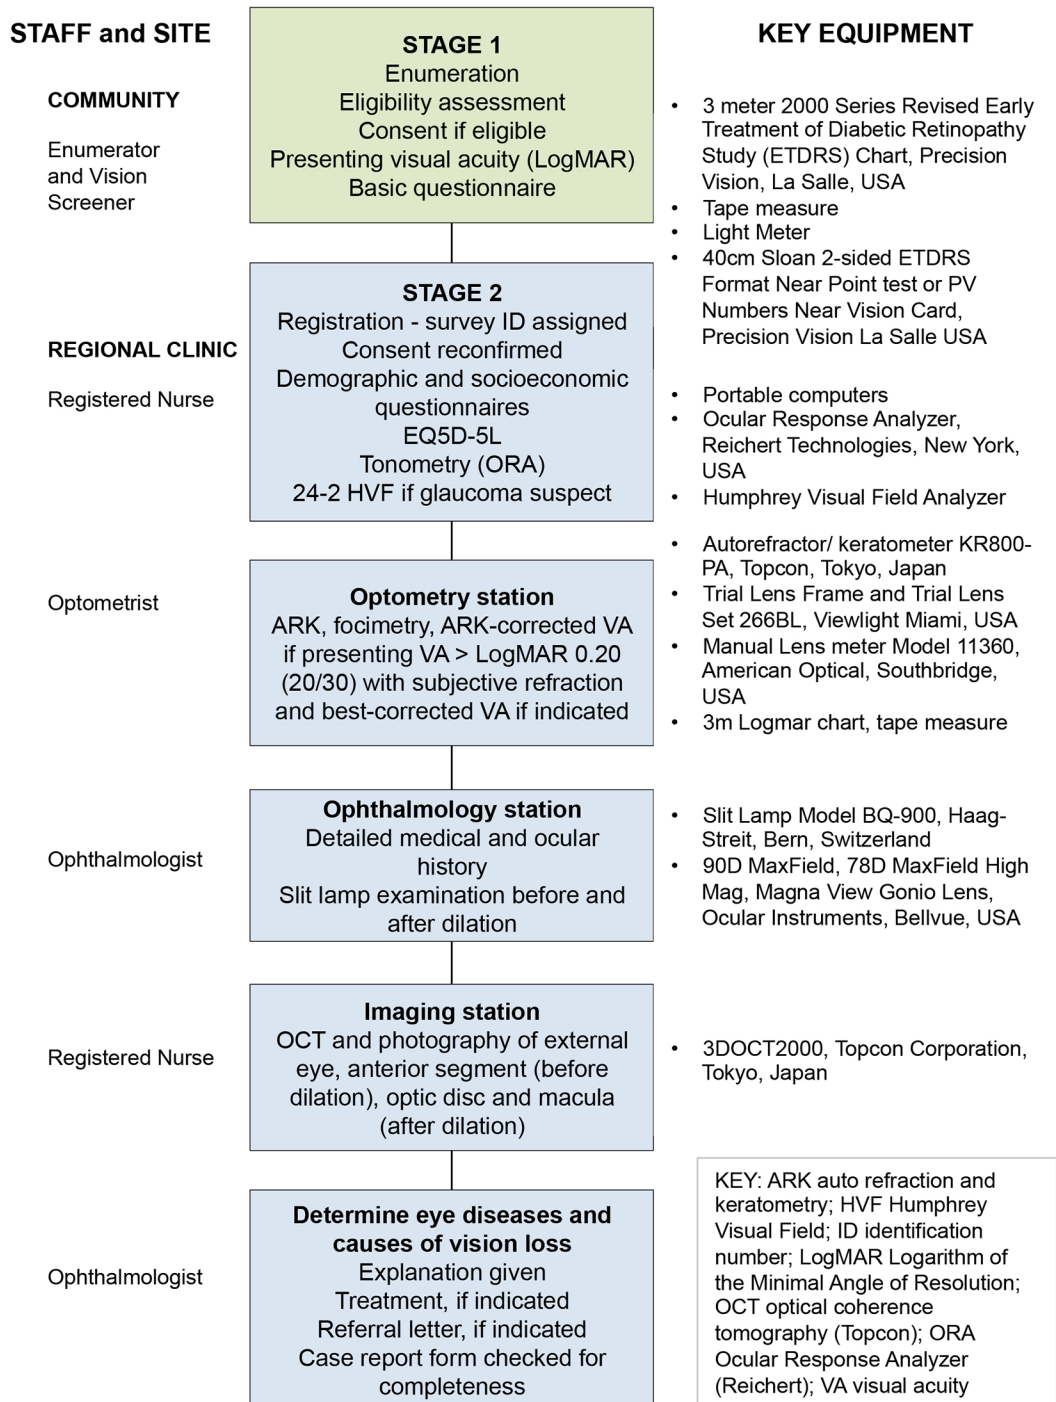 STAFF and SITE
KEY EQUIPMENT
COMMUNITY
Enumerator
and Vision
Screener
STAGE 1
Enumeration
Eligibility assessment
Consent if eligible
Presenting visual acuity (LogMAR)
Basic questionnaire
• 3 meter 2000 Series Revised Early
Treatment of Diabetic Retinopathy
Study (ETDRS) Chart, Precision
Vision, La Salle, USA
• Tape measure
• Light Meter
• 40cm Sloan 2-sided ETDRS
Format Near Point test or PV
Numbers Near Vision Card,
Precision Vision La Salle USA
REGIONAL CLINIC
Registered Nurse
STAGE 2
Registration - survey ID assigned
Consent reconfirmed
Demographic and socioeconomic
questionnaires
EQ5D-5L
Tonometry (ORA)
24-2 HVF if glaucoma suspect
• Portable computers
• Ocular Response Analyzer,
Reichert Technologies, New York,
USA
• Humphrey Visual Field Analyzer
Optometrist
Optometry station
ARK, focimetry, ARK-corrected VA
if presenting VA > LogMAR 0.20
(20/30) with subjective refraction
and best-corrected VA if indicated
• Autorefractor/ keratometer KR800-
PA, Topcon, Tokyo, Japan
• Trial Lens Frame and Trial Lens
Set 266BL, Viewlight Miami, USA
• Manual Lens meter Model 11360,
American Optical, Southbridge,
USA
• 3m Logmar chart, tape measure
Ophthalmologist
Ophthalmology station
Detailed medical and ocular
history
Slit lamp examination before and
after dilation
• Slit Lamp Model BQ-900, Haag-
Streit, Bern, Switzerland
• 90D MaxField, 78D MaxField High
Mag, Magna View Gonio Lens,
Ocular Instruments, Bellvue, USA
Registered Nurse
Imaging station
OCT and photography of external
eye, anterior segment (before
dilation), optic disc and macula
(after dilation)
• 3DOCT2000, Topcon Corporation,
Tokyo, Japan
Ophthalmologist
Determine eye diseases and
causes of vision loss
Explanation given
Treatment, if indicated
Referral letter, if indicated
Case report form checked for
completeness
KEY: ARK auto refraction and
keratometry; HVF Humphrey
Visual Field; ID identification
number; LogMAR Logarithm of
the Minimal Angle of Resolution;
OCT optical coherence
tomography (Topcon); ORA
Ocular Response Analyzer
(Reichert); VA visual acuity